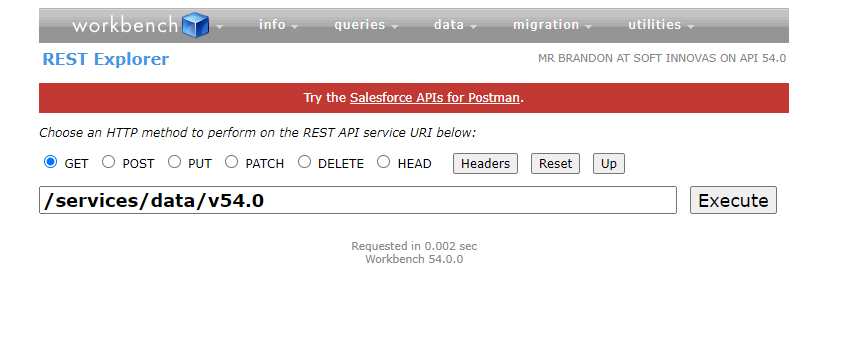 workbench info queries data migration utilities
REST Explorer MR BRANDON AT SOFT INNOVAS ON API 54.0
Try the Salesforce APIs for Postman.
Choose an HTTP method to perform on the REST API service URI below:
GET POST PUT PATCH DELETE HEAD Headers Reset Up
/services/data/v54.0 Execute
Requested in 0.002 sec
Workbench 54.0.0